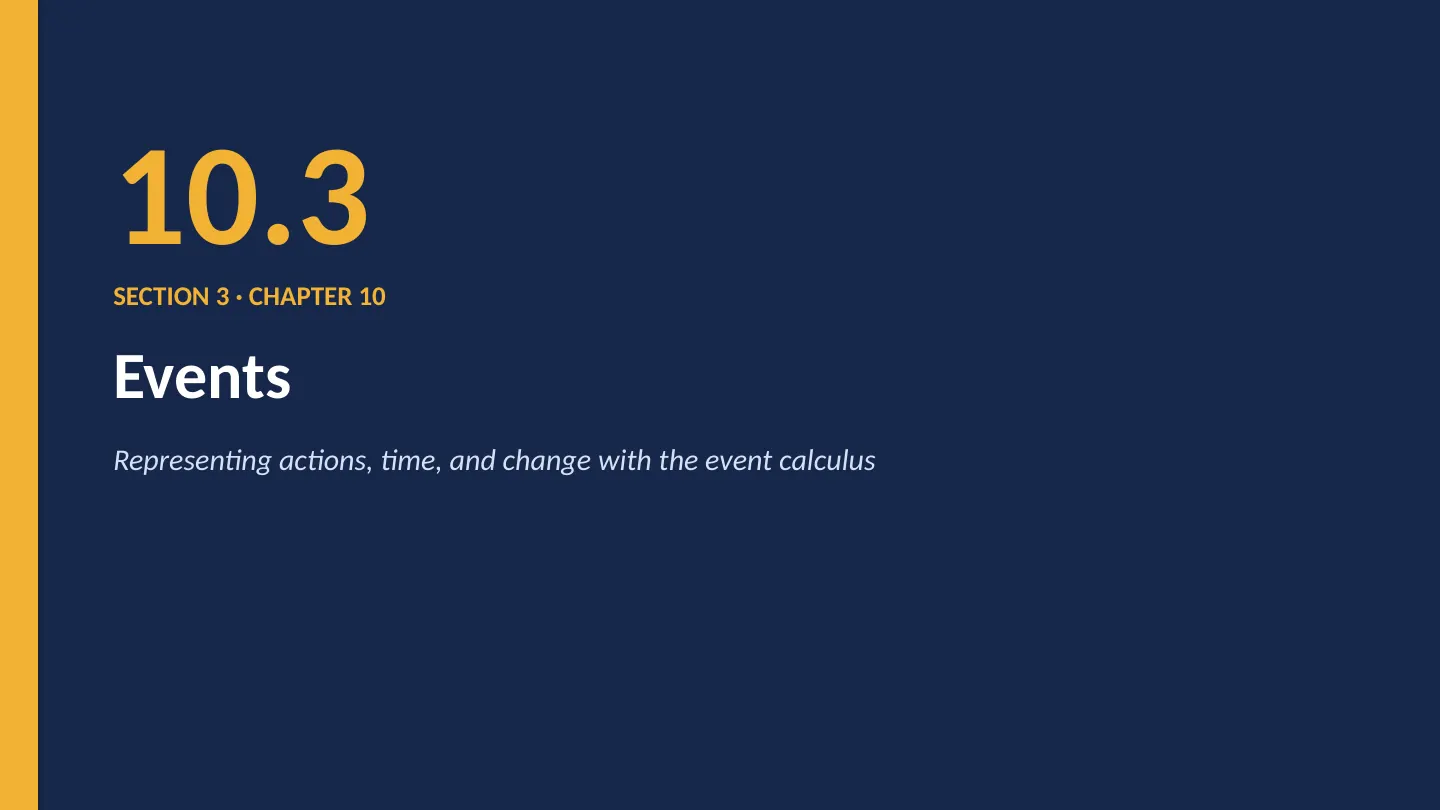 10.3
SECTION 3 · CHAPTER 10
Events
Representing actions, time, and change with the event calculus